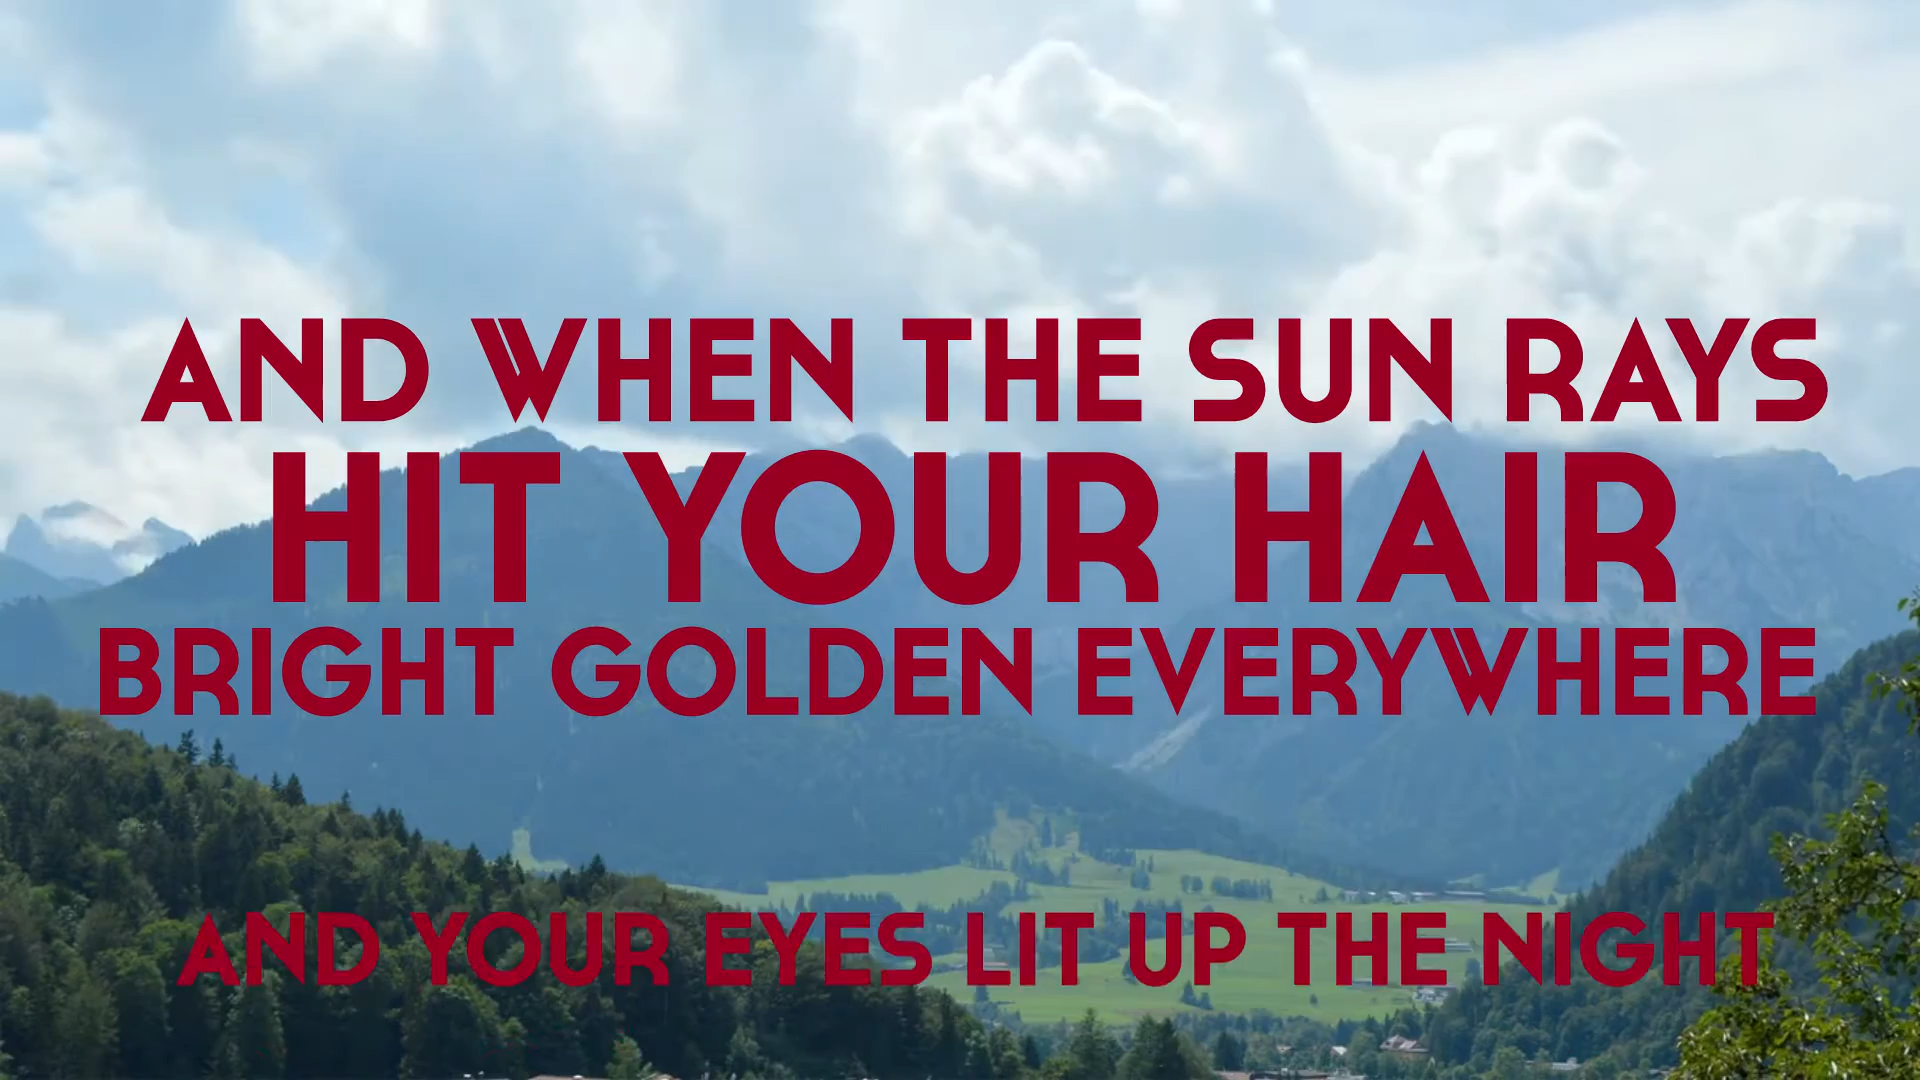 AND WHEN THE SUN RAYS
HIT YOUR HAIR
BRIGHT GOLDEN EVERYWHERE
AND YOUR EYES LIT UP THE NIGHT